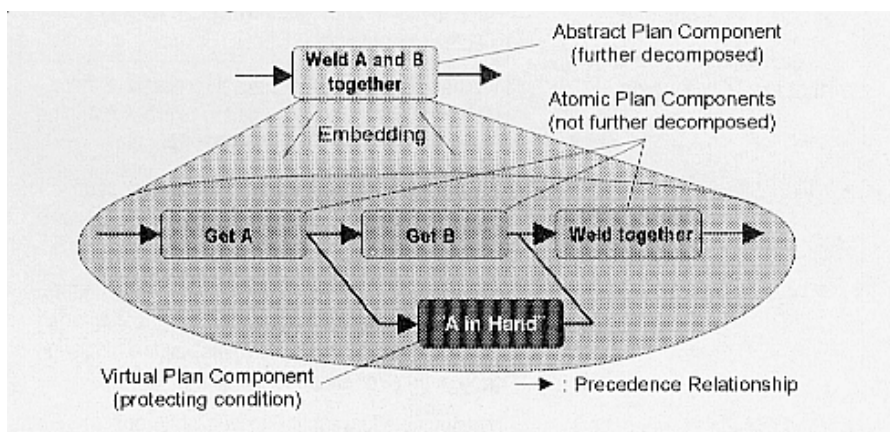 Abstract Plan Component
(further decomposed)
Weld A and B
together
Atomic Plan Components
(not further decomposed)
Embedding
Get A
Get B
Weld together
"A in Hand"
Virtual Plan Component
(protecting condition)
: Precedence Relationship